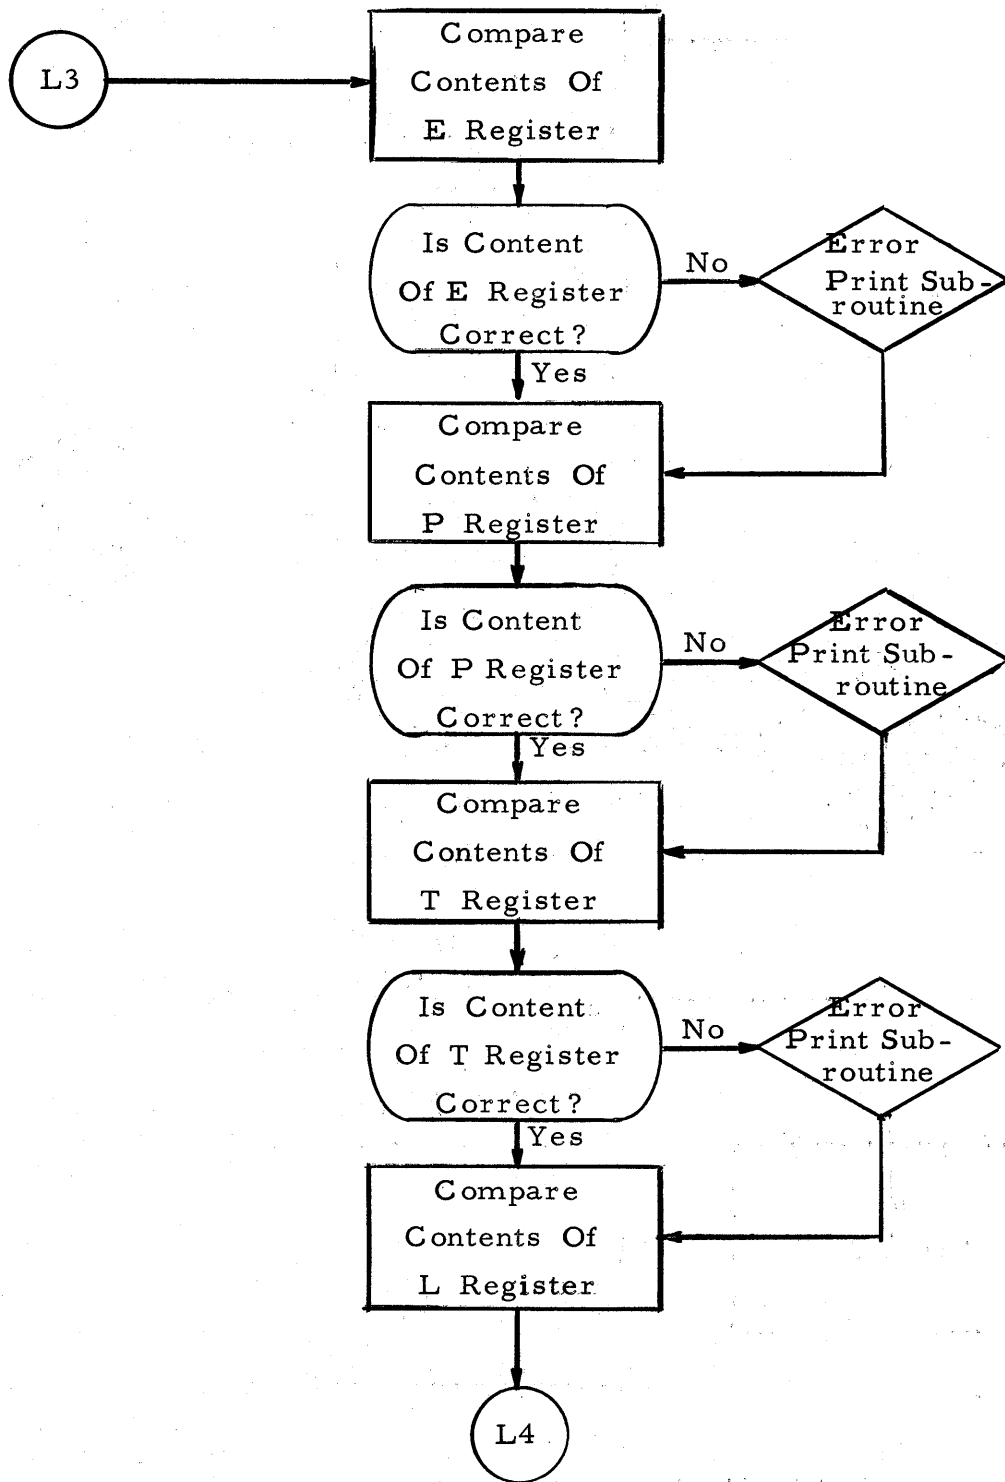 L3
Compare
Contents Of
E Register
Is Content
Of E Register
Correct?
No
Error
Print Sub-
routine
Yes
Compare
Contents Of
P Register
Is Content
Of P Register
Correct?
No
Error
Print Sub-
routine
Yes
Compare
Contents Of
T Register
Is Content
Of T Register
Correct?
No
Error
Print Sub-
routine
Yes
Compare
Contents Of
L Register
L4